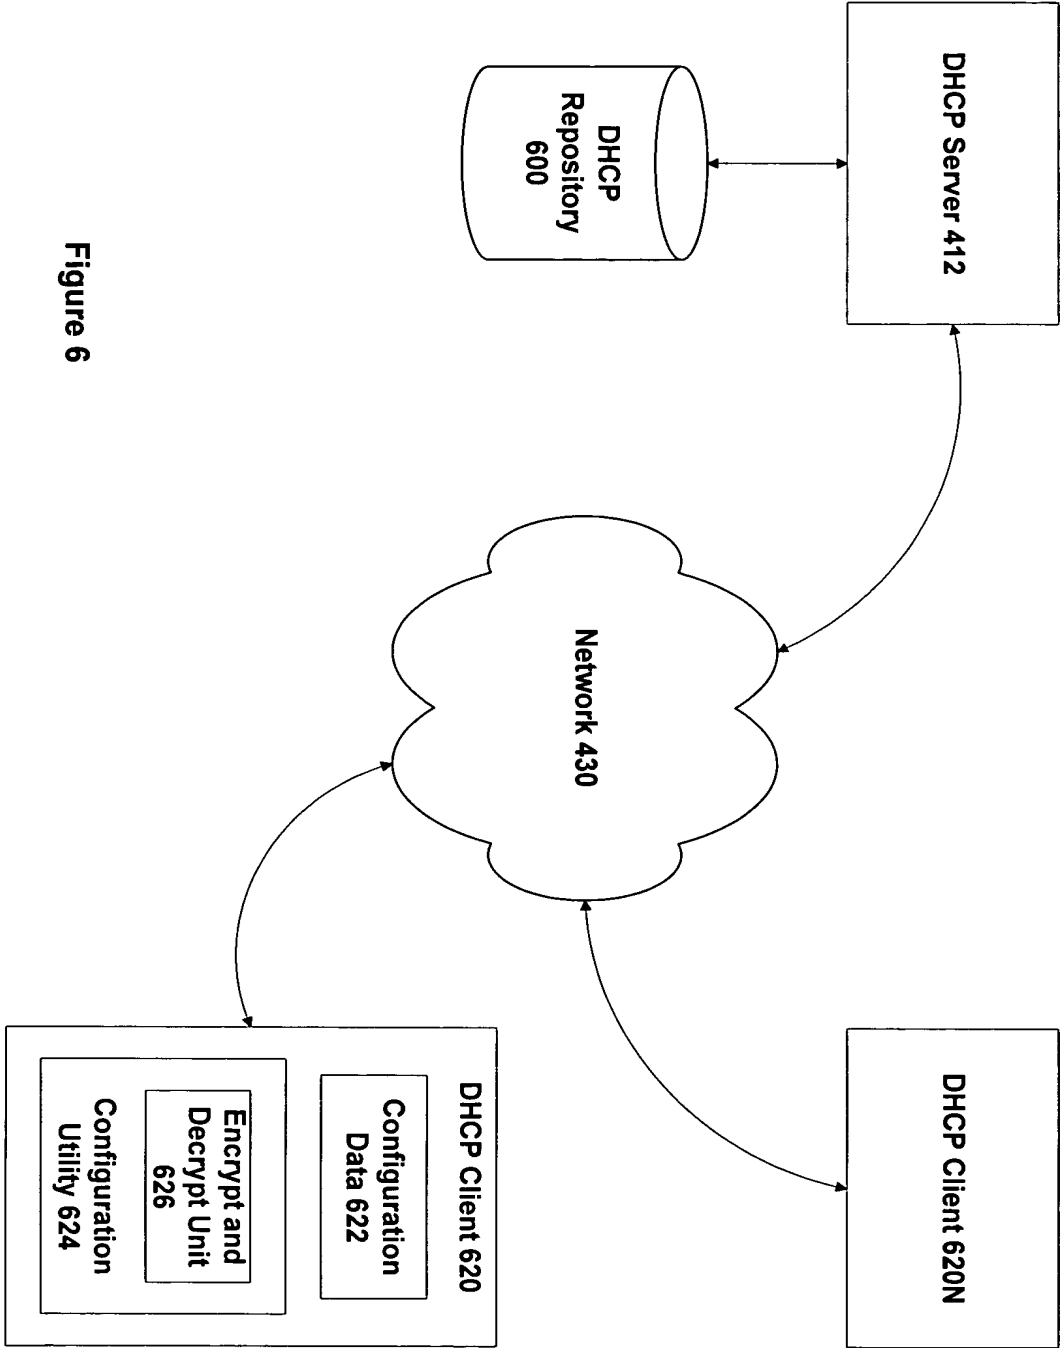 DHCP Server 412
DHCP
Repository
600
Network 430
DHCP Client 620N
DHCP Client 620
Configuration
Data 622
Encrypt and
Decrypt Unit
626
Configuration
Utility 624
Figure 6